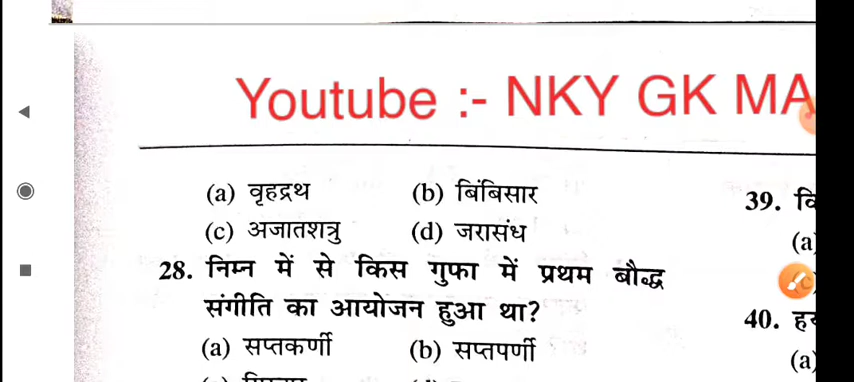 Youtube :- NKY GK MA
(a) वृहद्रथ (b) बिंबिसार
(c) अजातशत्रु (d) जरासंध
28. निम्न में से किस गुफा में प्रथम बौद्ध
संगीति का आयोजन हुआ था?
(a) सप्तकर्णी (b) सप्तपर्णी
39.
(a)
40.
(a)